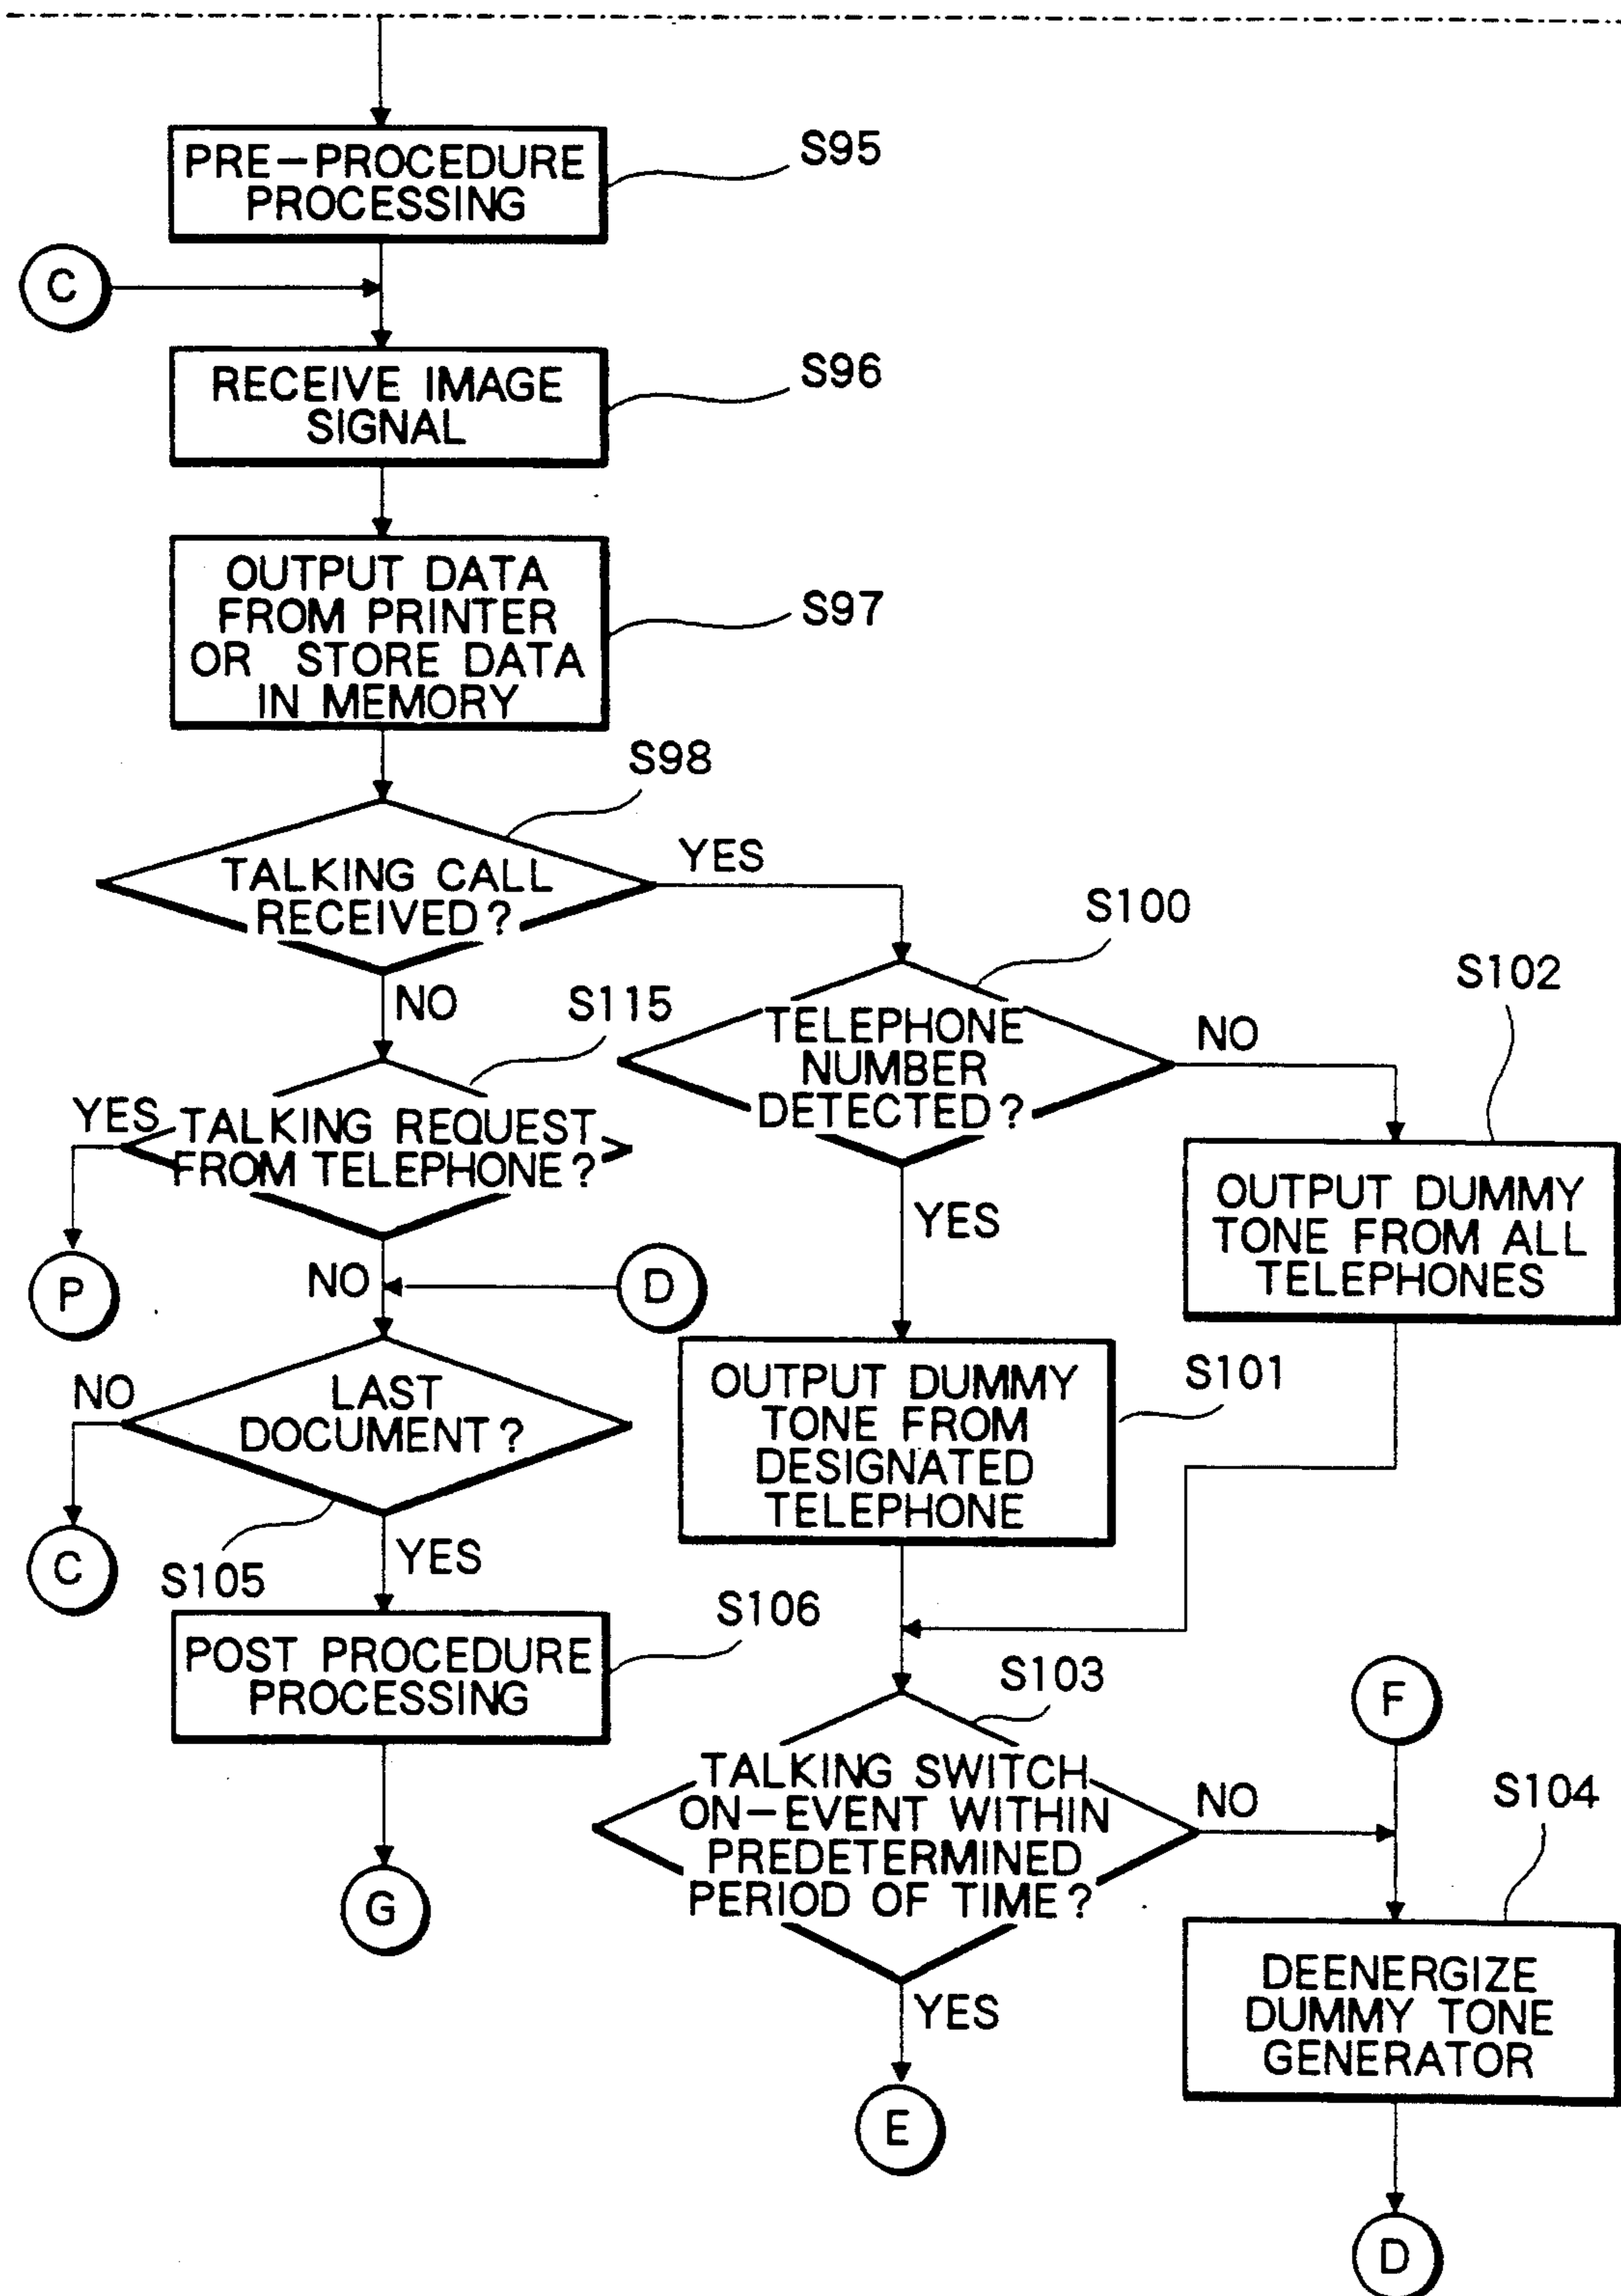 PRE-PROCEDURE
PROCESSING
S95
C
RECEIVE IMAGE
SIGNAL
S96
OUTPUT DATA
FROM PRINTER
OR STORE DATA
IN MEMORY
S97
S98
TALKING CALL
RECEIVED?
YES
NO
S100
TELEPHONE
NUMBER
DETECTED?
NO
YES
S102
OUTPUT DUMMY
TONE FROM ALL
TELEPHONES
S115
YES
TALKING REQUEST
FROM TELEPHONE?
P
NO
D
NO
LAST
DOCUMENT?
C
S105
YES
OUTPUT DUMMY
TONE FROM
DESIGNATED
TELEPHONE
S101
POST PROCEDURE
PROCESSING
S106
G
S103
TALKING SWITCH
ON-EVENT WITHIN
PREDETERMINED
PERIOD OF TIME?
NO
YES
E
F
S104
DEENERGIZE
DUMMY TONE
GENERATOR
D